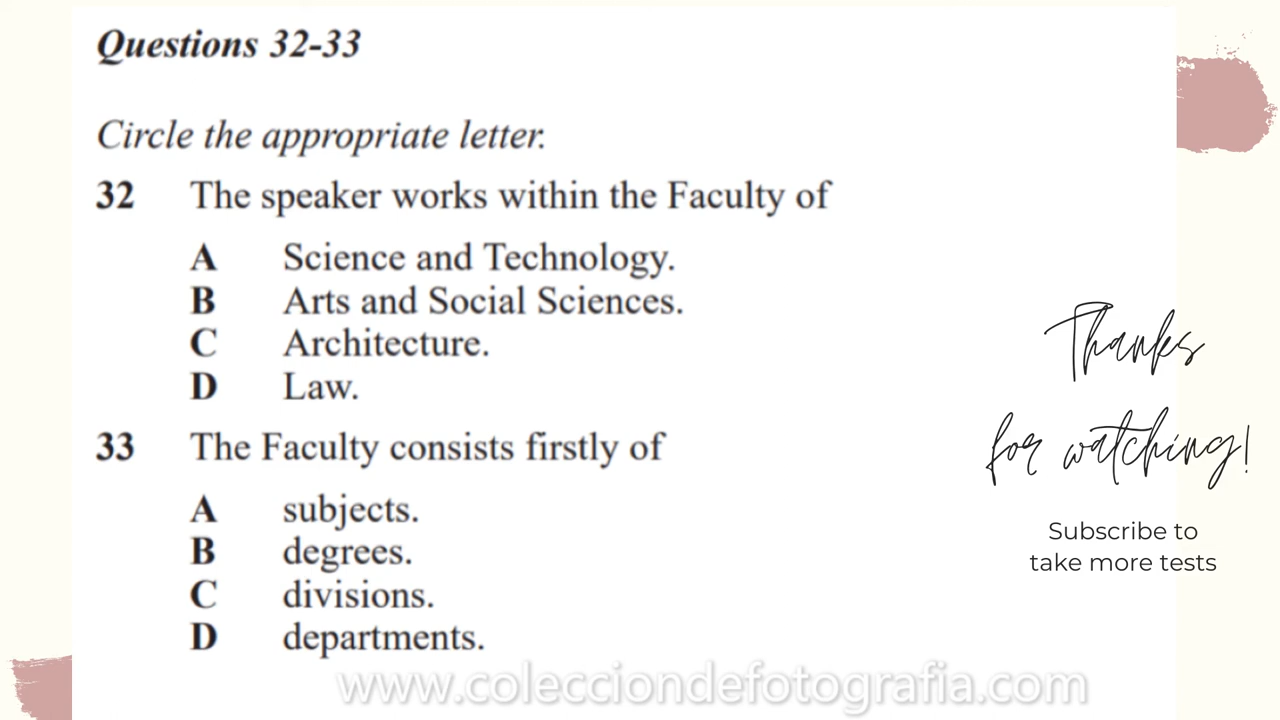 Questions 32-33
Circle the appropriate letter.
32 The speaker works within the Faculty of
A Science and Technology.
B Arts and Social Sciences.
C Architecture.
D Law.
33 The Faculty consists firstly of
A subjects.
B degrees.
C divisions.
D departments.
Thanks
for watching!
Subscribe to
take more tests
www.colecciondefotografia.com